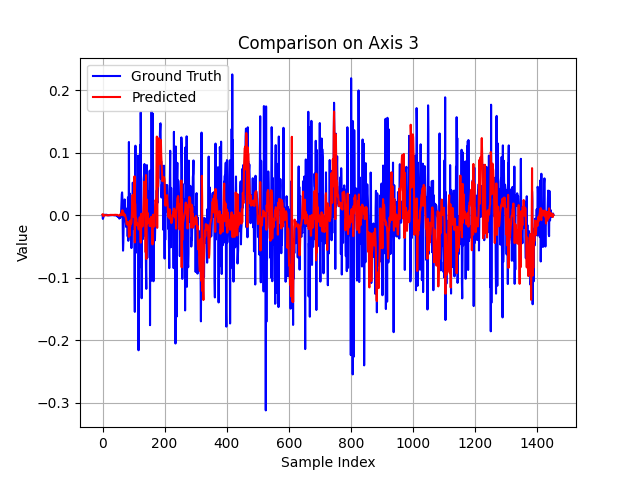 Comparison on Axis 3
Ground Truth
Predicted
0.2
0.1
0.0
−0.1
−0.2
−0.3
Value
0 200 400 600 800 1000 1200 1400
Sample Index